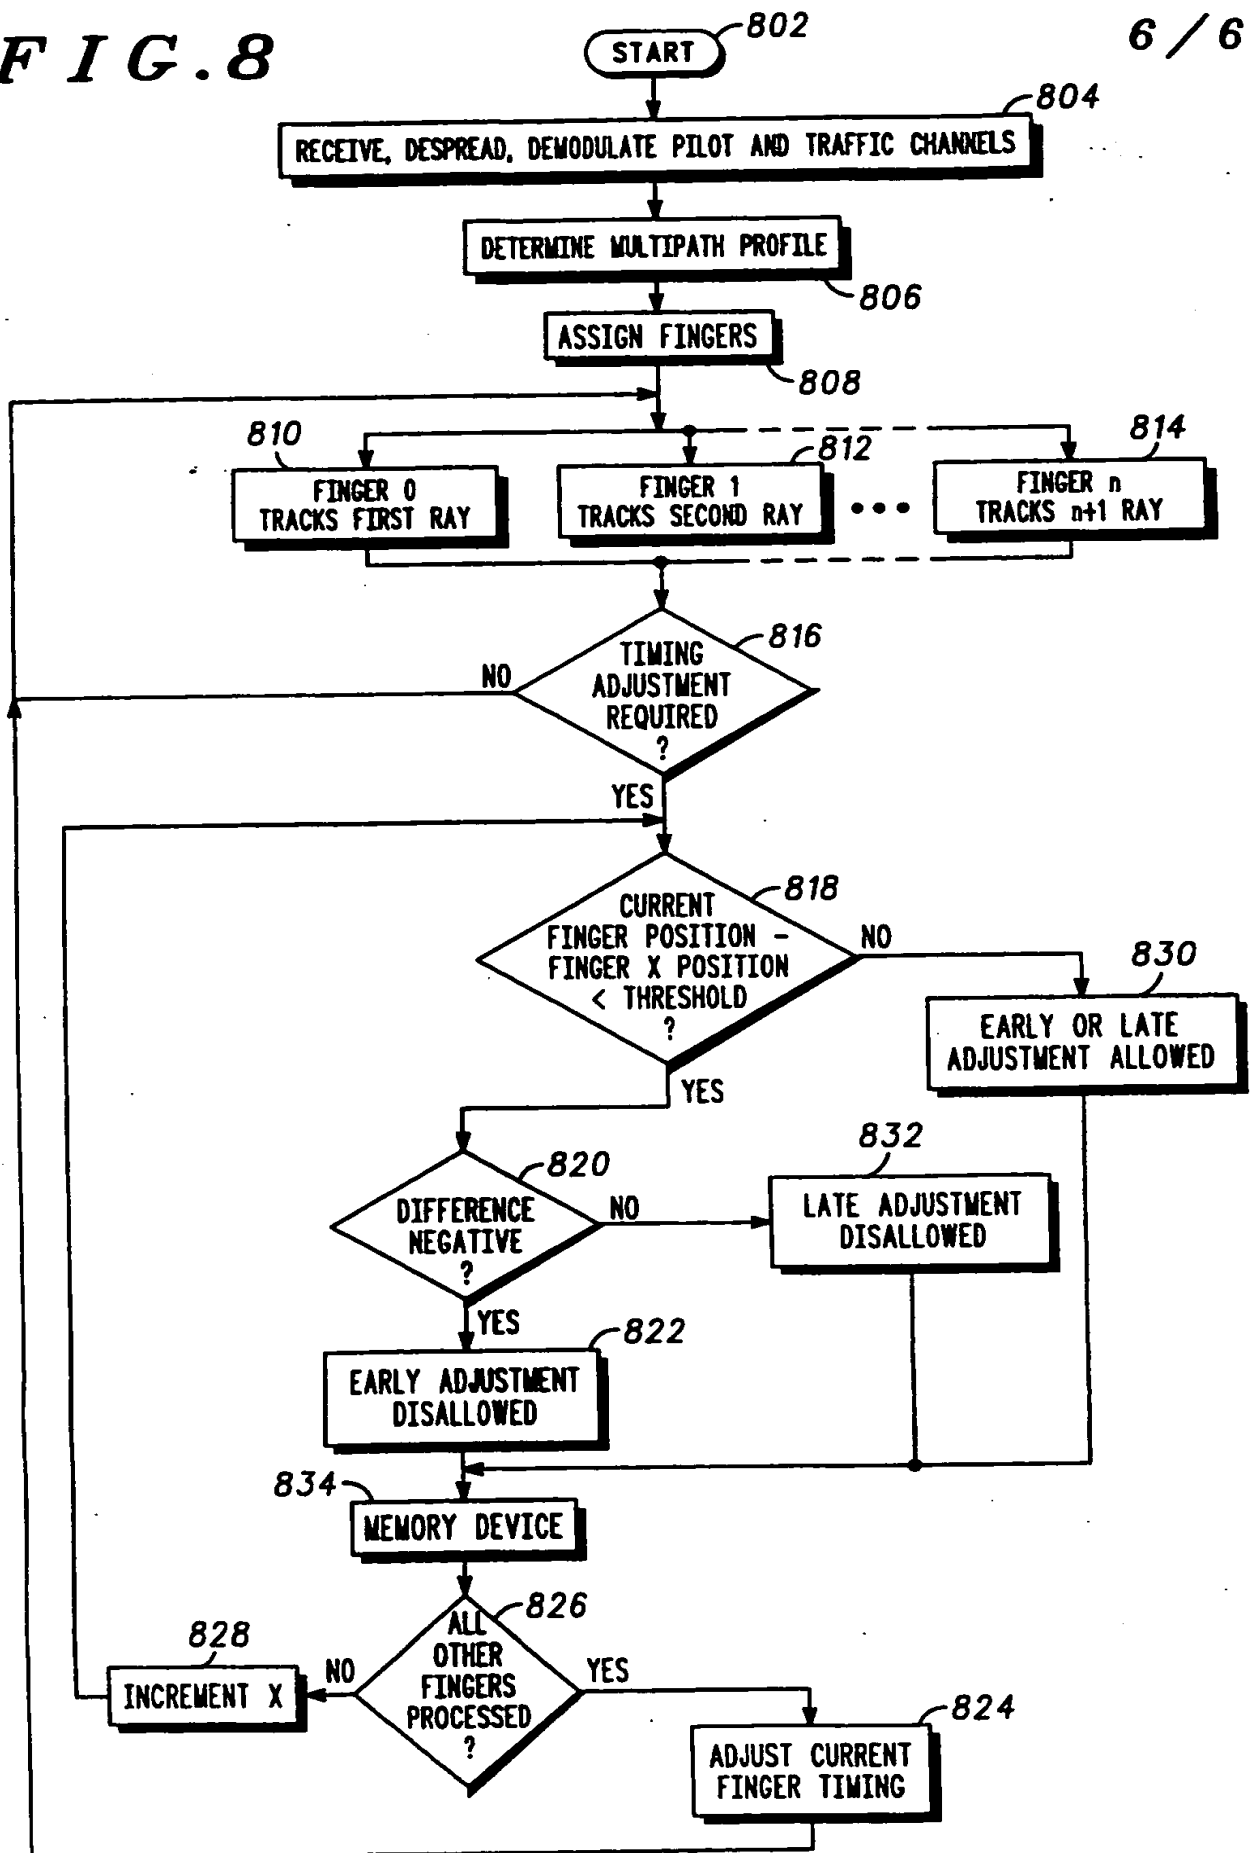 FIG.8
6/6
START
802
804
RECEIVE, DESPREAD, DEMODULATE PILOT AND TRAFFIC CHANNELS
DETERMINE MULTIPATH PROFILE
806
ASSIGN FINGERS
808
810
812
814
FINGER 0
TRACKS FIRST RAY
FINGER 1
TRACKS SECOND RAY
FINGER n
TRACKS n+1 RAY
816
TIMING
ADJUSTMENT
REQUIRED
?
NO
YES
818
CURRENT
FINGER POSITION –
FINGER X POSITION
< THRESHOLD
?
NO
YES
830
EARLY OR LATE
ADJUSTMENT ALLOWED
820
DIFFERENCE
NEGATIVE
?
NO
YES
832
LATE ADJUSTMENT
DISALLOWED
822
EARLY ADJUSTMENT
DISALLOWED
834
MEMORY DEVICE
826
ALL
OTHER
FINGERS
PROCESSED
?
NO
YES
828
INCREMENT X
824
ADJUST CURRENT
FINGER TIMING